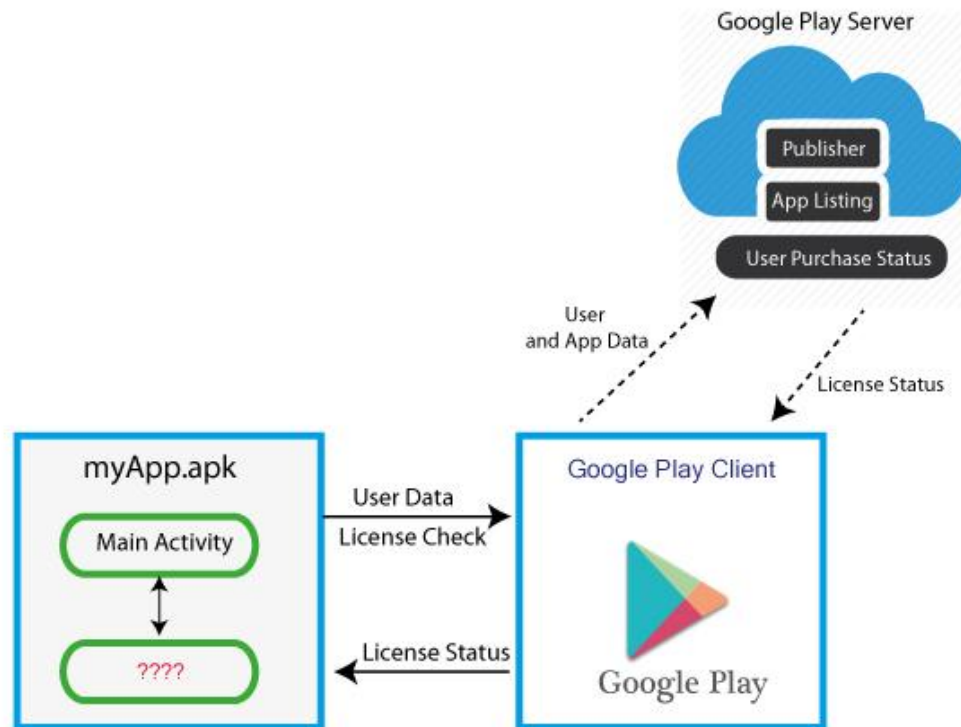 Google Play Server
Publisher
App Listing
User Purchase Status
User
and App Data
License Status
myApp.apk
Main Activity
????
User Data
License Check
License Status
Google Play Client
Google Play